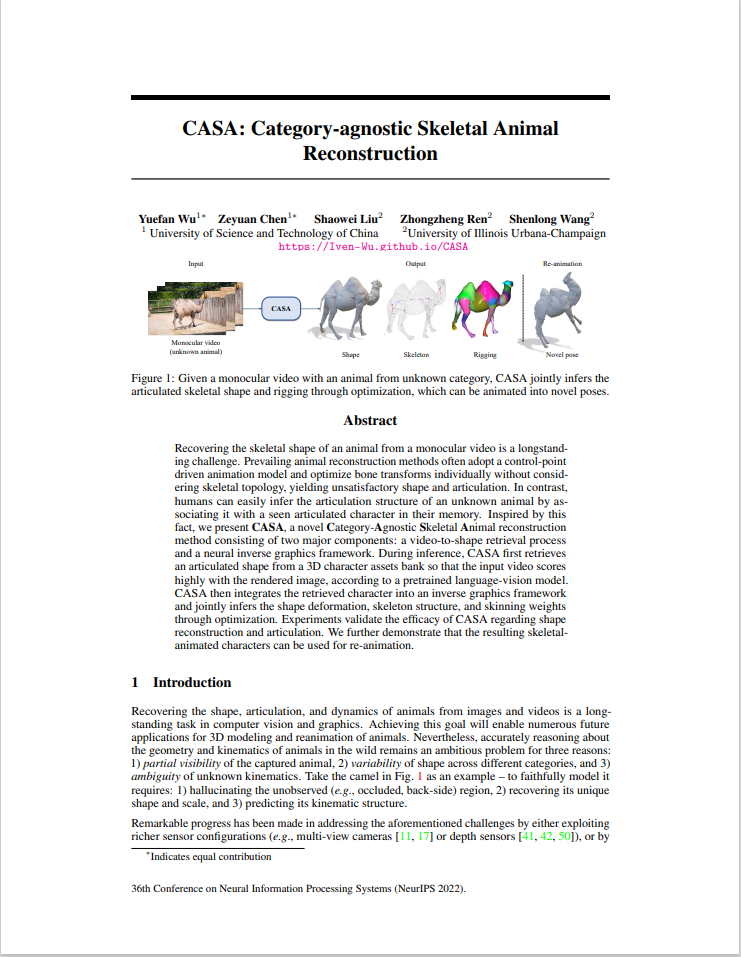 CASA: Category-agnostic Skeletal Animal
Reconstruction
Yuefan Wu1∗ Zeyuan Chen1∗ Shaowei Liu2 Zhongzheng Ren2 Shenlong Wang2
1 University of Science and Technology of China 2University of Illinois Urbana-Champaign
https://Iven-Wu.github.io/CASA
Input Output Re-animation
CASA
Monocular video
(unknown animal)
Shape Skeleton Rigging Novel pose
Figure 1: Given a monocular video with an animal from unknown category, CASA jointly infers the
articulated skeletal shape and rigging through optimization, which can be animated into novel poses.
Abstract
Recovering the skeletal shape of an animal from a monocular video is a longstand-
ing challenge. Prevailing animal reconstruction methods often adopt a control-point
driven animation model and optimize bone transforms individually without consid-
ering skeletal topology, yielding unsatisfactory shape and articulation. In contrast,
humans can easily infer the articulation structure of an unknown animal by as-
sociating it with a seen articulated character in their memory. Inspired by this
fact, we present CASA, a novel Category-Agnostic Skeletal Animal reconstruction
method consisting of two major components: a video-to-shape retrieval process
and a neural inverse graphics framework. During inference, CASA first retrieves
an articulated shape from a 3D character assets bank so that the input video scores
highly with the rendered image, according to a pretrained language-vision model.
CASA then integrates the retrieved character into an inverse graphics framework
and jointly infers the shape deformation, skeleton structure, and skinning weights
through optimization. Experiments validate the efficacy of CASA regarding shape
reconstruction and articulation. We further demonstrate that the resulting skeletal-
animated characters can be used for re-animation.
1 Introduction
Recovering the shape, articulation, and dynamics of animals from images and videos is a long-
standing task in computer vision and graphics. Achieving this goal will enable numerous future
applications for 3D modeling and reanimation of animals. Nevertheless, accurately reasoning about
the geometry and kinematics of animals in the wild remains an ambitious problem for three reasons:
1) partial visibility of the captured animal, 2) variability of shape across different categories, and 3)
ambiguity of unknown kinematics. Take the camel in Fig. 1 as an example – to faithfully model it
requires: 1) hallucinating the unobserved (e.g., occluded, back-side) region, 2) recovering its unique
shape and scale, and 3) predicting its kinematic structure.
Remarkable progress has been made in addressing the aforementioned challenges by either exploiting
richer sensor configurations (e.g., multi-view cameras [11, 17] or depth sensors [41, 42, 50]), or by
∗Indicates equal contribution
36th Conference on Neural Information Processing Systems (NeurIPS 2022).